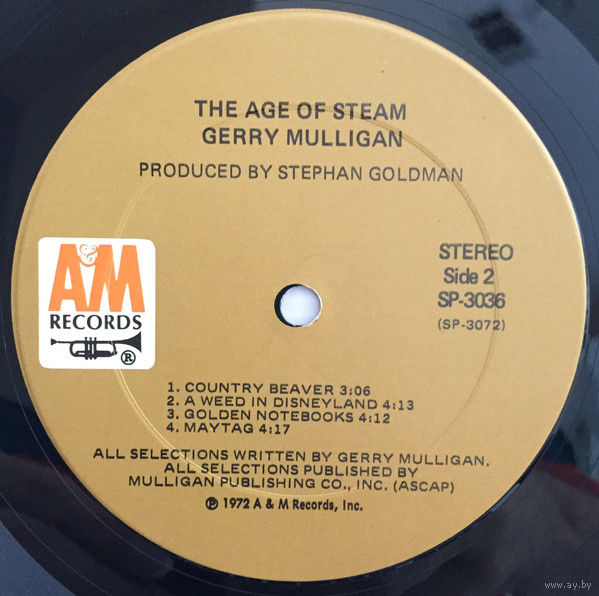 THE AGE OF STEAM
GERRY MULLIGAN
PRODUCED BY STEPHAN GOLDMAN
A&M
RECORDS
®
STEREO
Side 2
SP-3036
(SP-3072)
1. COUNTRY BEAVER 3:06
2. A WEED IN DISNEYLAND 4:13
3. GOLDEN NOTEBOOKS 4:12
4. MAYTAG 4:17
ALL SELECTIONS WRITTEN BY GERRY MULLIGAN.
ALL SELECTIONS PUBLISHED BY
MULLIGAN PUBLISHING CO., INC. (ASCAP)
℗ 1972 A & M Records, Inc.
www.ay.by